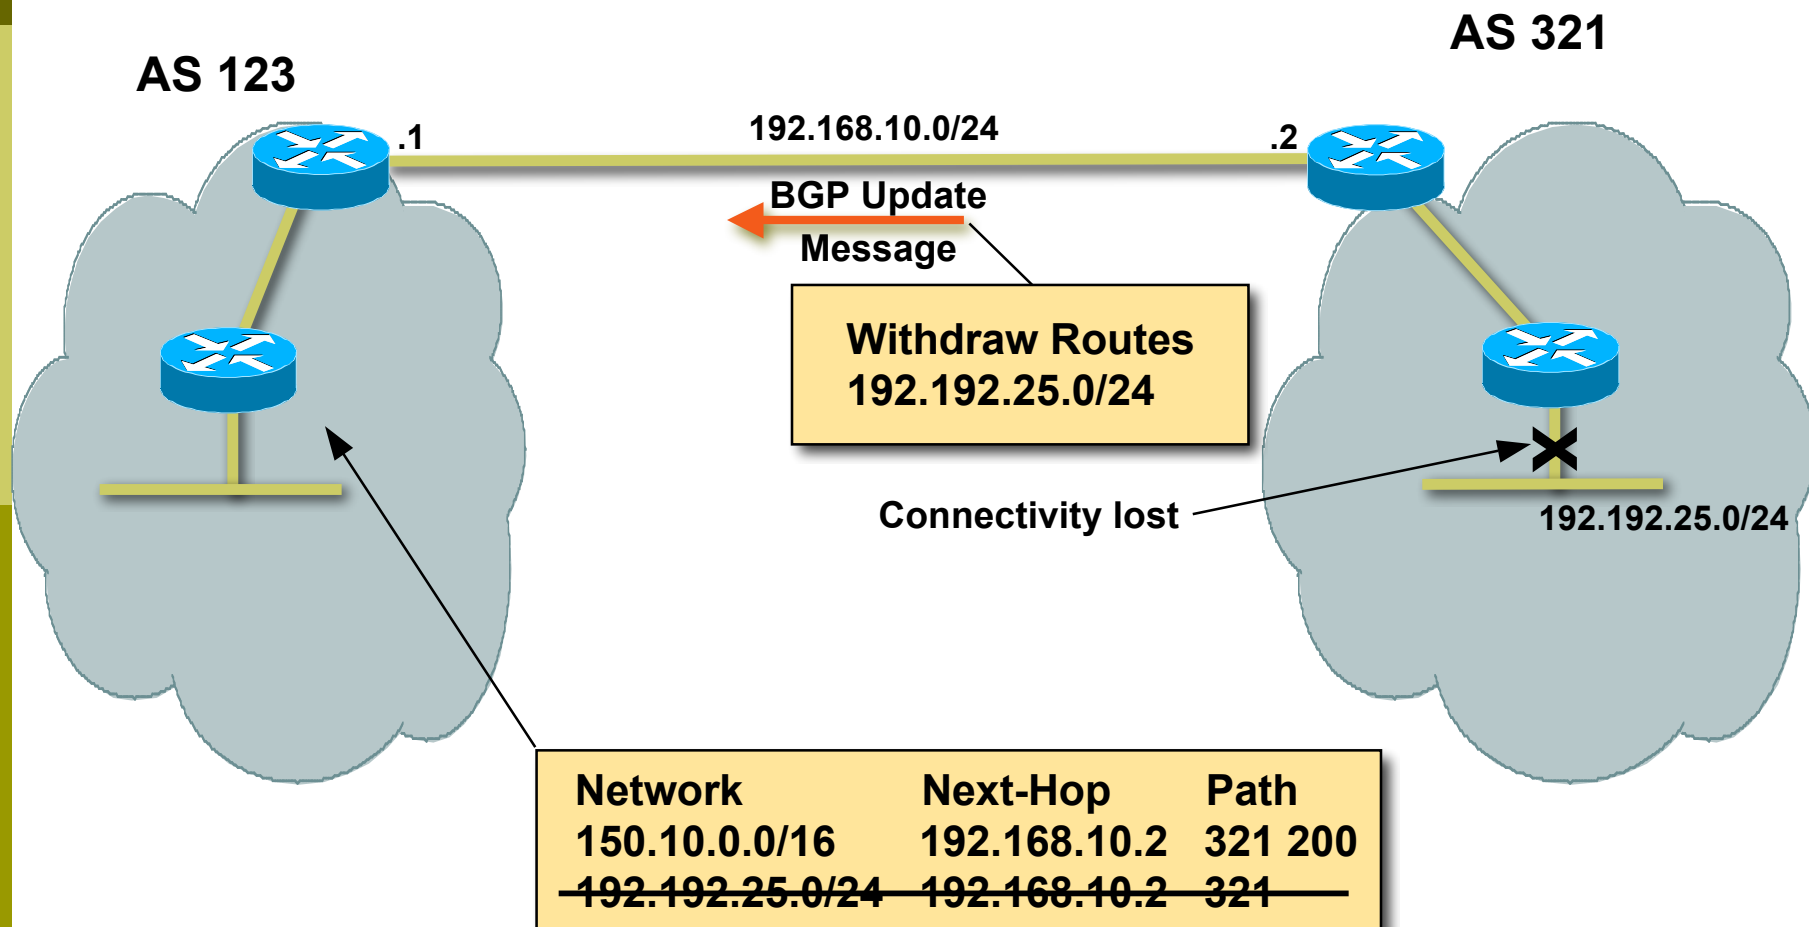 AS 321
AS 123
.1
192.168.10.0/24
.2
BGP Update
Message
Withdraw Routes
192.192.25.0/24
Connectivity lost
192.192.25.0/24
Network Next-Hop Path
150.10.0.0/16 192.168.10.2 321 200
192.192.25.0/24 192.168.10.2 321